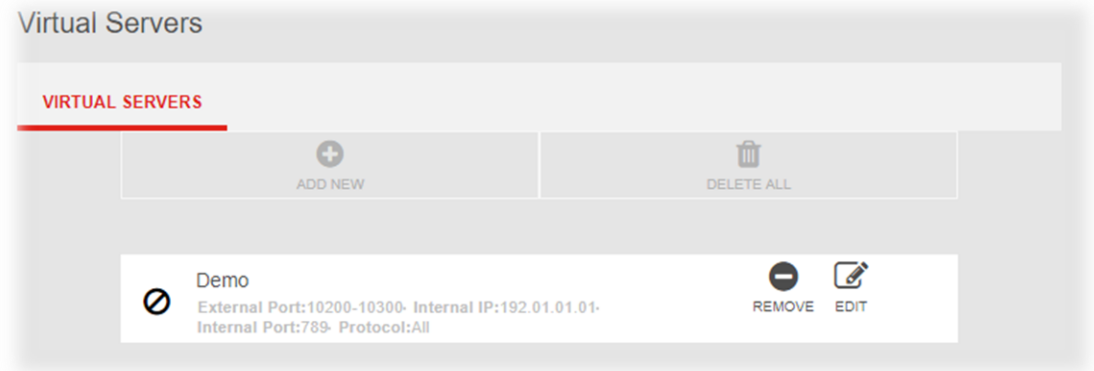 Virtual Servers
VIRTUAL SERVERS
ADD NEW
DELETE ALL
Demo
External Port:10200-10300· Internal IP:192.01.01.01·
Internal Port:789· Protocol:All
REMOVE
EDIT